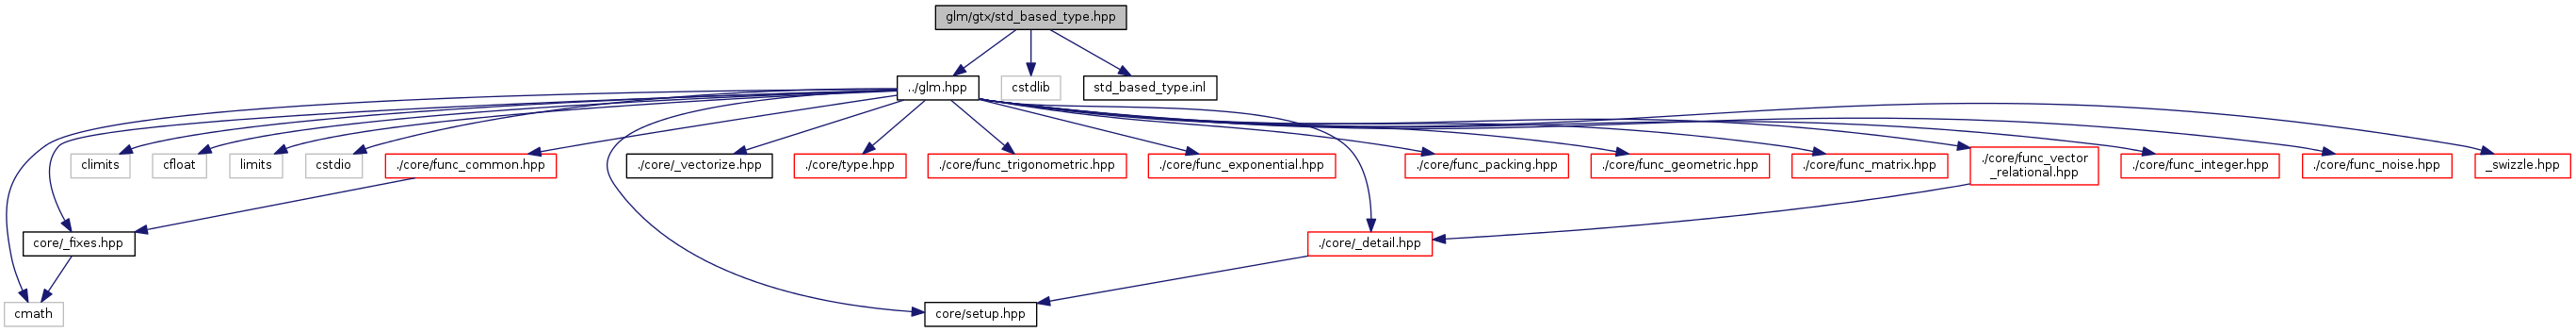 glm/gtx/std_based_type.hpp
../glm.hpp
cstdlib
std_based_type.inl
climits
cfloat
limits
cstdio
./core/func_common.hpp
./core/_vectorize.hpp
./core/type.hpp
./core/func_trigonometric.hpp
./core/func_exponential.hpp
./core/func_packing.hpp
./core/func_geometric.hpp
./core/func_matrix.hpp
./core/func_vector
_relational.hpp
./core/func_integer.hpp
./core/func_noise.hpp
_swizzle.hpp
core/_fixes.hpp
./core/_detail.hpp
cmath
core/setup.hpp